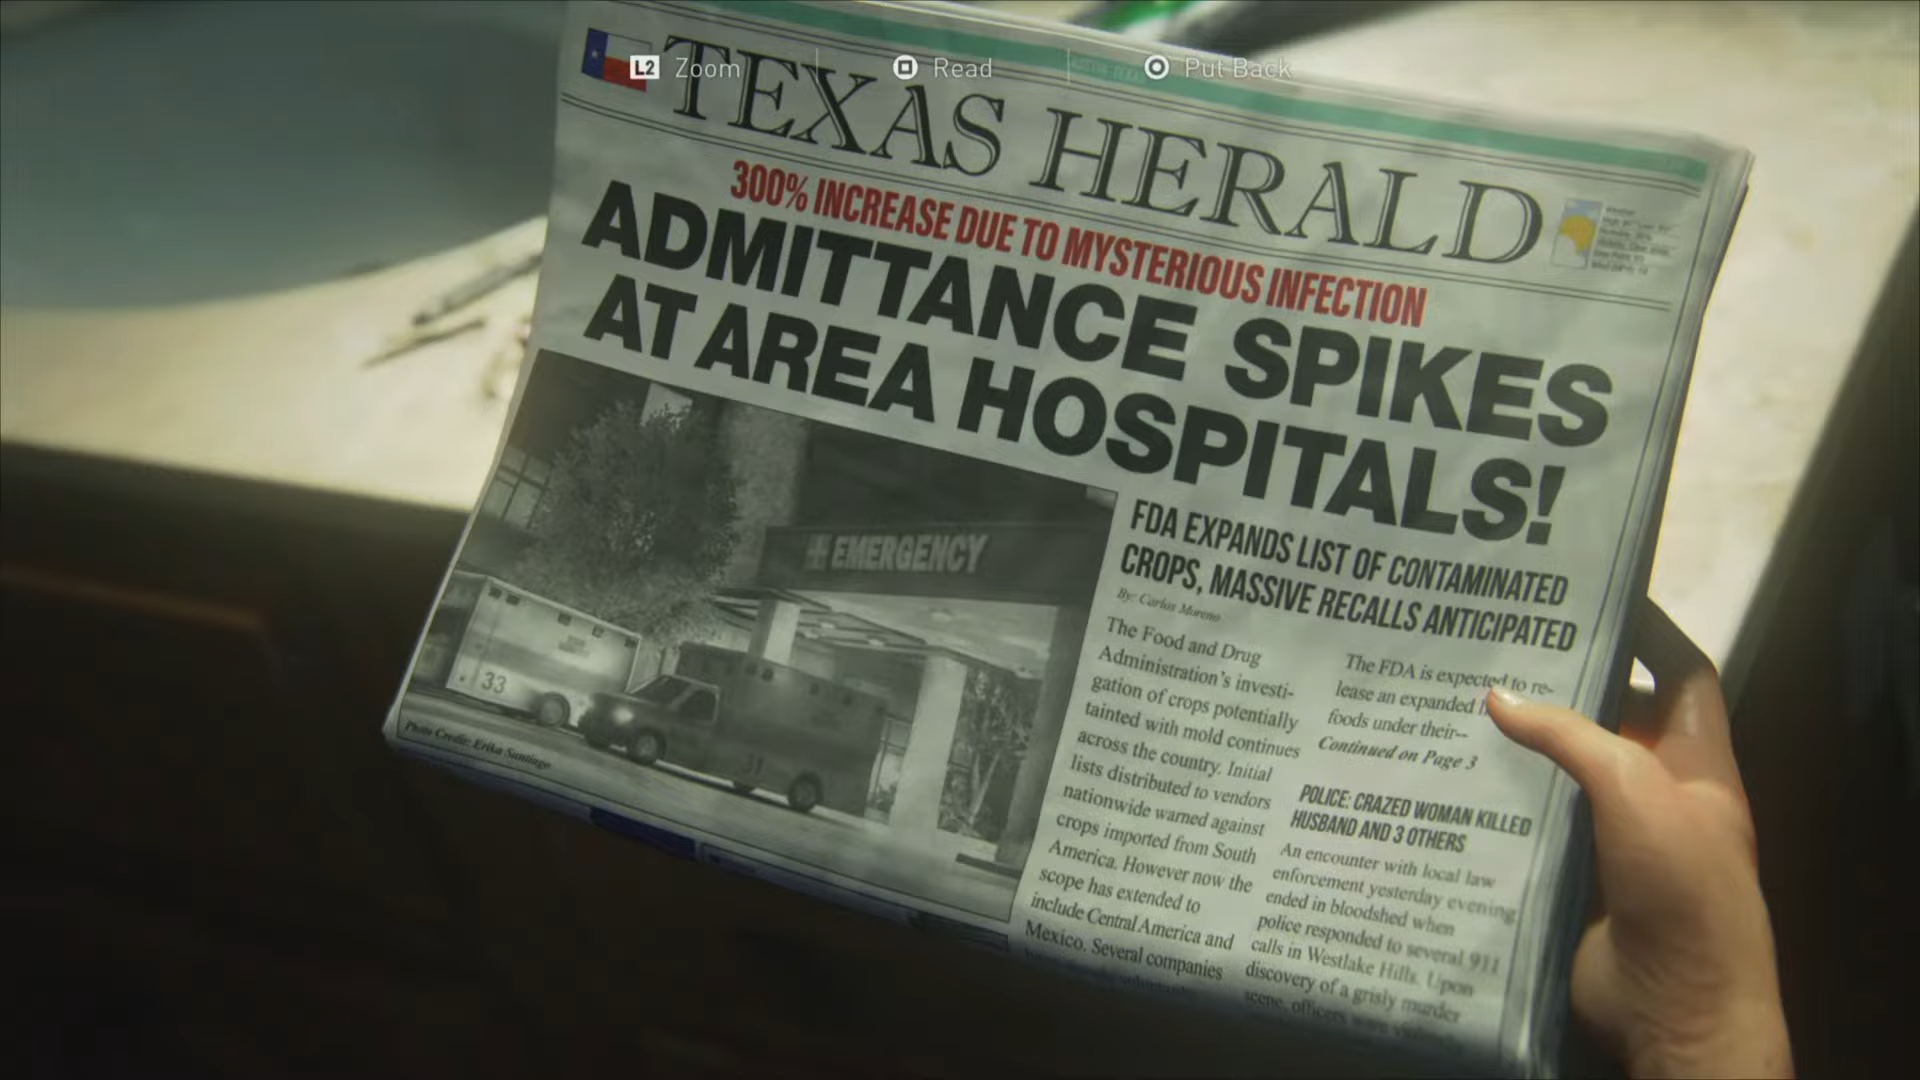 L2 Zoom
Read
Put Back
TEXAS HERALD
300% INCREASE DUE TO MYSTERIOUS INFECTION
ADMITTANCE SPIKES
AT AREA HOSPITALS!
EMERGENCY
33
31
Photo Credit: Erika Santiago
FDA EXPANDS LIST OF CONTAMINATED
CROPS, MASSIVE RECALLS ANTICIPATED
By: Carlos Moreno
The Food and Drug
Administration's investi-
gation of crops potentially
tainted with mold continues
across the country. Initial
lists distributed to vendors
nationwide warned against
crops imported from South
America. However now the
scope has extended to
include Central America and
Mexico. Several companies
The FDA is expected to re-
lease an expanded
foods under their--
Continued on Page 3
POLICE: CRAZED WOMAN KILLED
HUSBAND AND 3 OTHERS
An encounter with local law
enforcement yesterday evening
ended in bloodshed when
police responded to several 911
calls in Westlake Hills. Upon
discovery of a grisly murder
scene, officers were